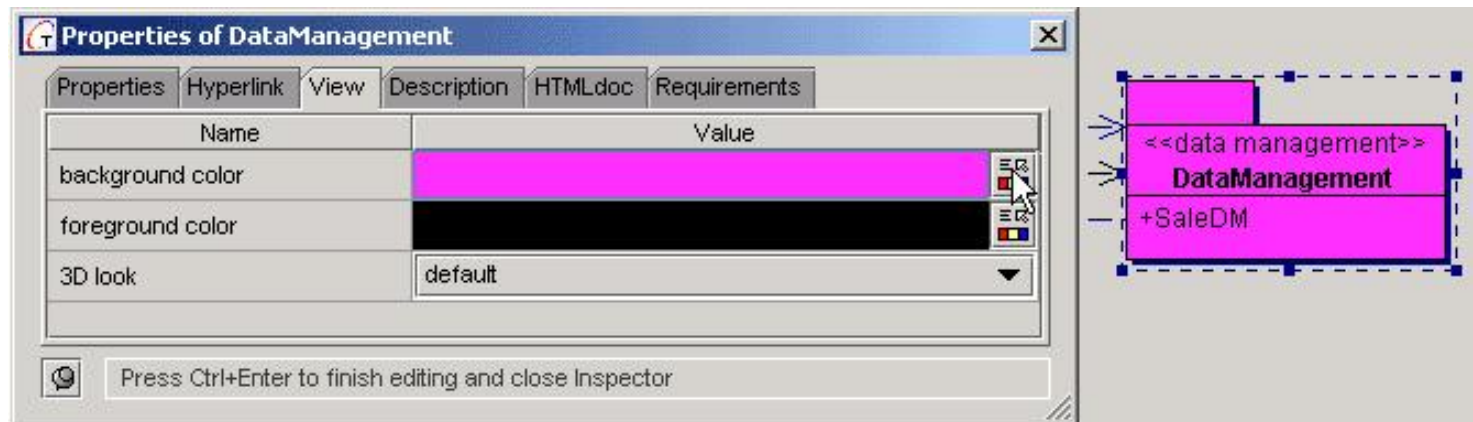 Properties of DataManagement
Properties Hyperlink View Description HTMLdoc Requirements
Name Value
background color
foreground color
3D look default
Press Ctrl+Enter to finish editing and close Inspector
<<data management>>
DataManagement
+SaleDM